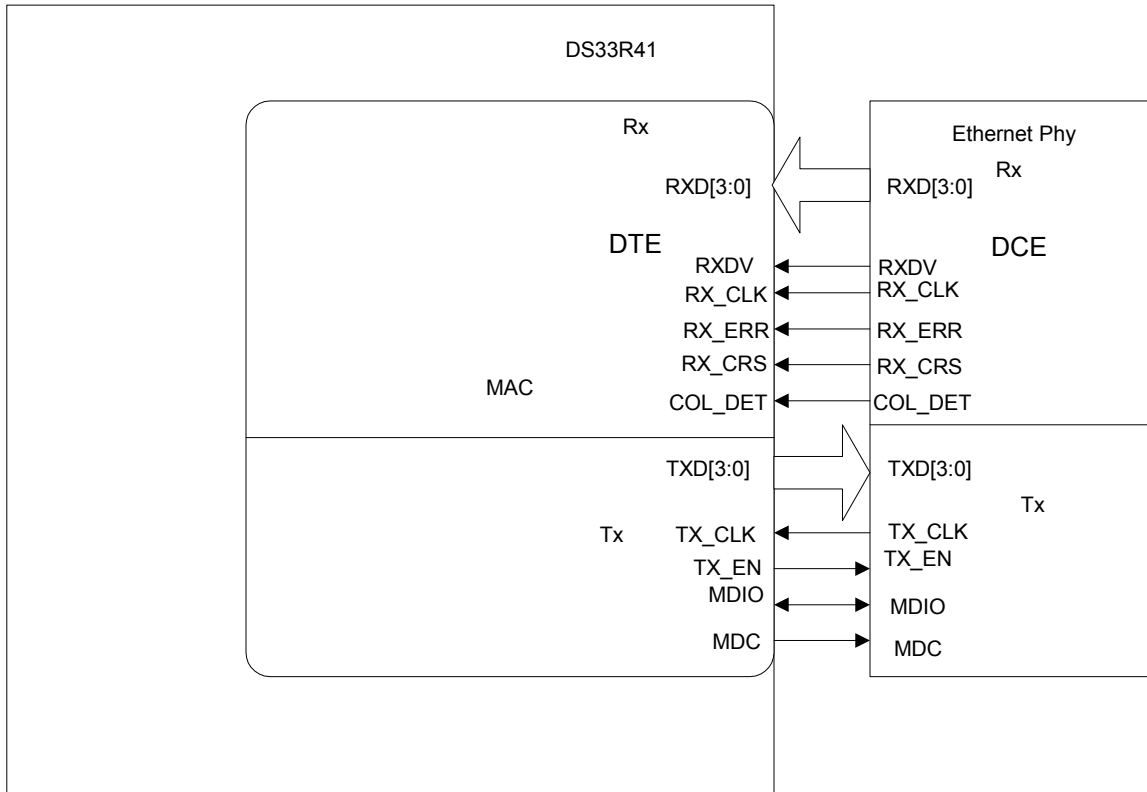 DS33R41
Rx
Ethernet Phy
Rx
RXD[3:0]
RXD[3:0]
DTE
DCE
RXDV
RXDV
RX_CLK
RX_CLK
RX_ERR
RX_ERR
RX_CRS
RX_CRS
MAC
COL_DET
COL_DET
TXD[3:0]
TXD[3:0]
Tx
Tx
TX_CLK
TX_CLK
TX_EN
TX_EN
MDIO
MDIO
MDC
MDC